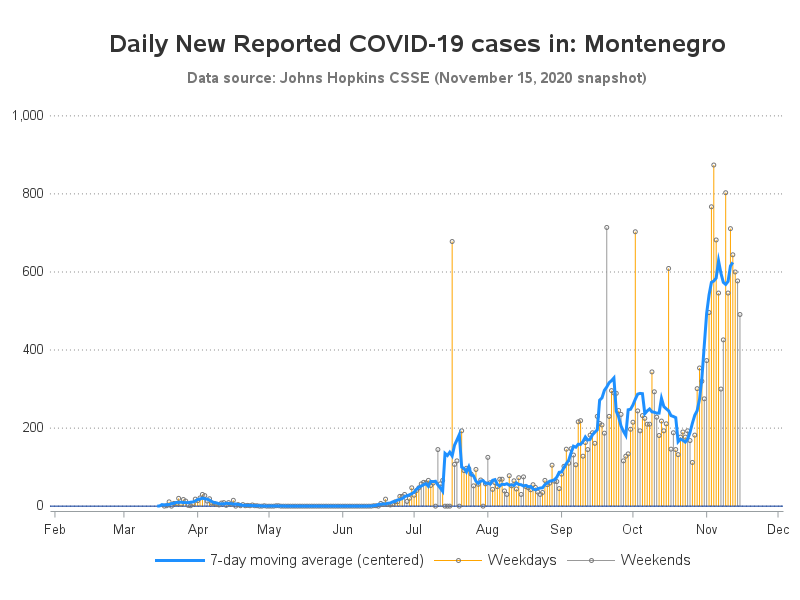 Daily New Reported COVID-19 cases in: Montenegro
Data source: Johns Hopkins CSSE (November 15, 2020 snapshot)
1,000
800
600
400
200
0
Feb Mar Apr May Jun Jul Aug Sep Oct Nov Dec
7-day moving average (centered) Weekdays Weekends